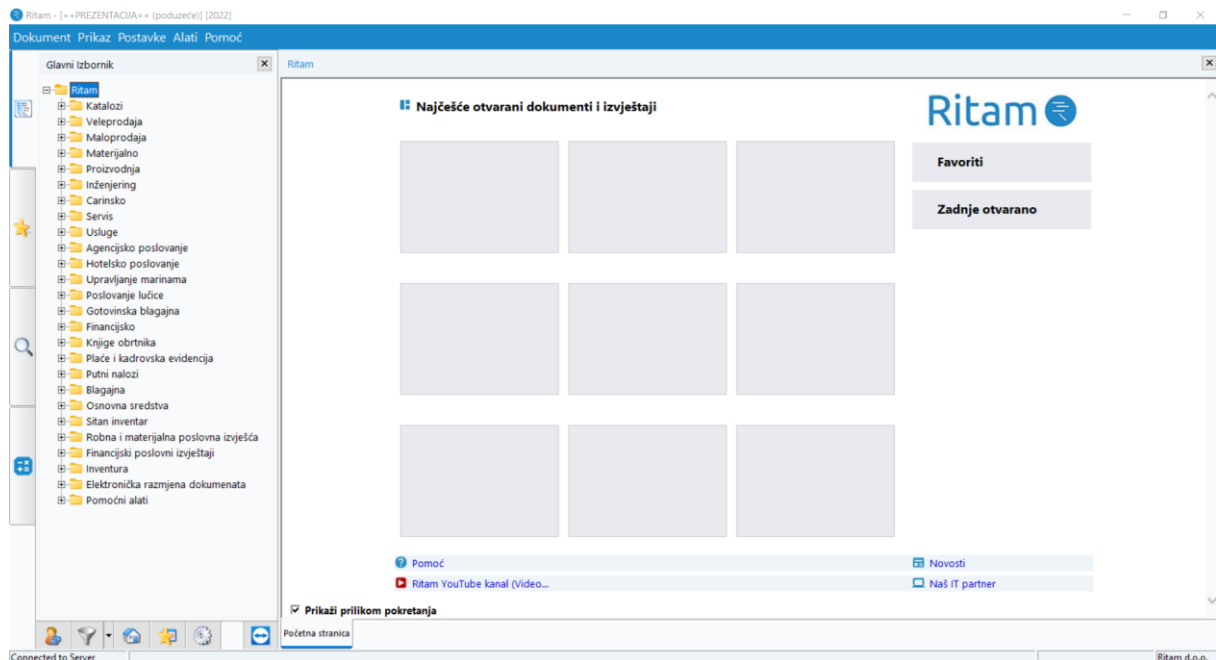 Ritam - [++PREZENTACIJA++ (poduzeće)] [2022]
Dokument Prikaz Postavke Alati Pomoć
Glavni Izbornik
Ritam
Ritam
Katalozi
Veleprodaja
Maloprodaja
Materijalno
Proizvodnja
Inženjering
Carinsko
Servis
Usluge
Agencijsko poslovanje
Hotelsko poslovanje
Upravljanje marinama
Poslovanje lučice
Gotovinska blagajna
Financijsko
Knjige obrtnika
Plaće i kadrovska evidencija
Putni nalozi
Blagajna
Osnovna sredstva
Sitan inventar
Robna i materijalna poslovna izvješća
Financijski poslovni izvještaji
Inventura
Elektronička razmjena dokumenata
Pomoćni alati
Najčešće otvarani dokumenti i izvještaji
Ritam
Favoriti
Zadnje otvarano
Pomoć
Novosti
Ritam YouTube kanal (Video...
Naš IT partner
Prikaži prilikom pokretanja
Početna stranica
Connected to Server
Ritam d.o.o.